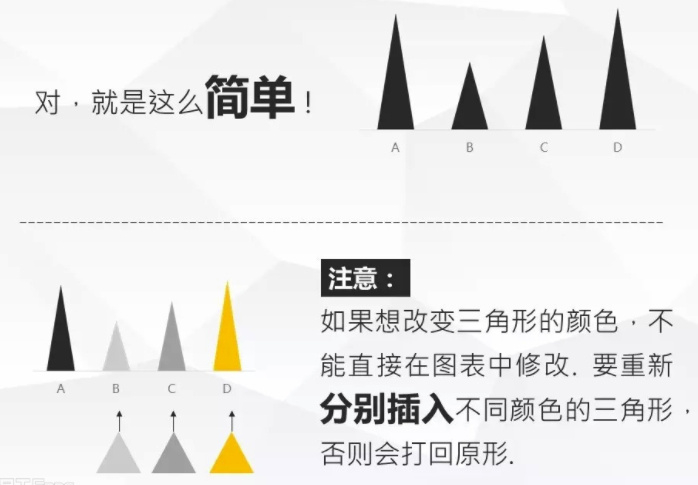 对，就是这么简单！
A B C D
注意：
如果想改变三角形的颜色，不
能直接在图表中修改. 要重新
分别插入不同颜色的三角形，
否则会打回原形.
A B C D